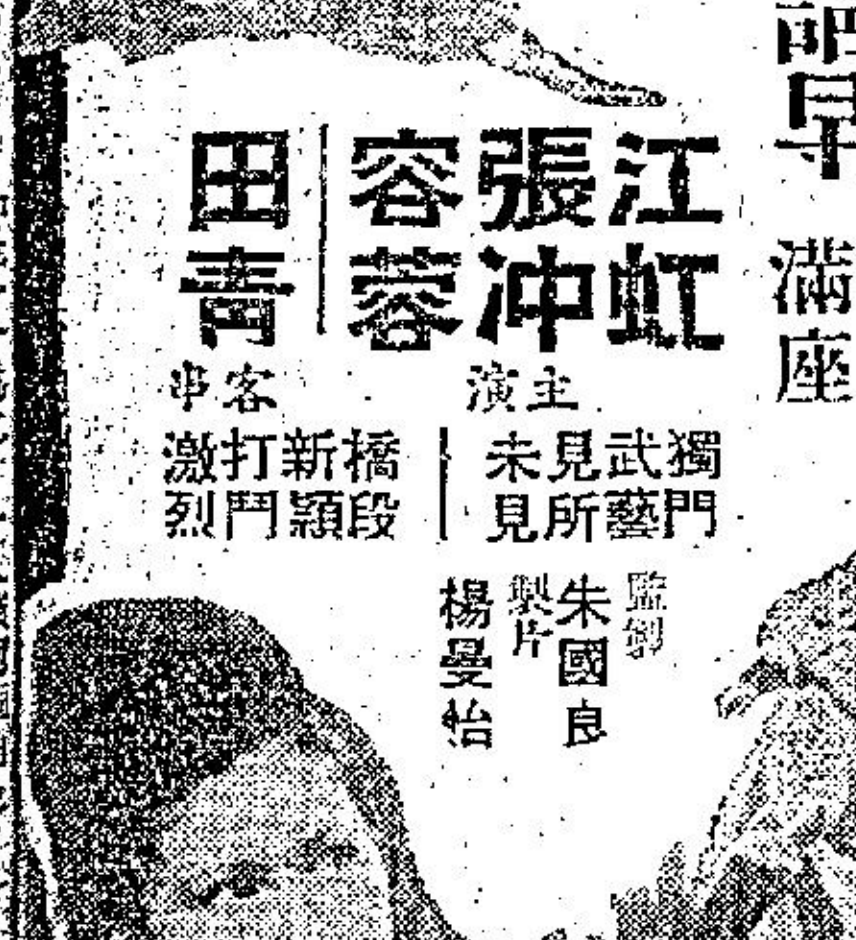 早
滿座
江虹
張冲
容蓉
主演
田青
客串
獨門
武藝
見所
未見
橋段
新穎
打鬥
激烈
監製
朱國良
製片
楊曼怡